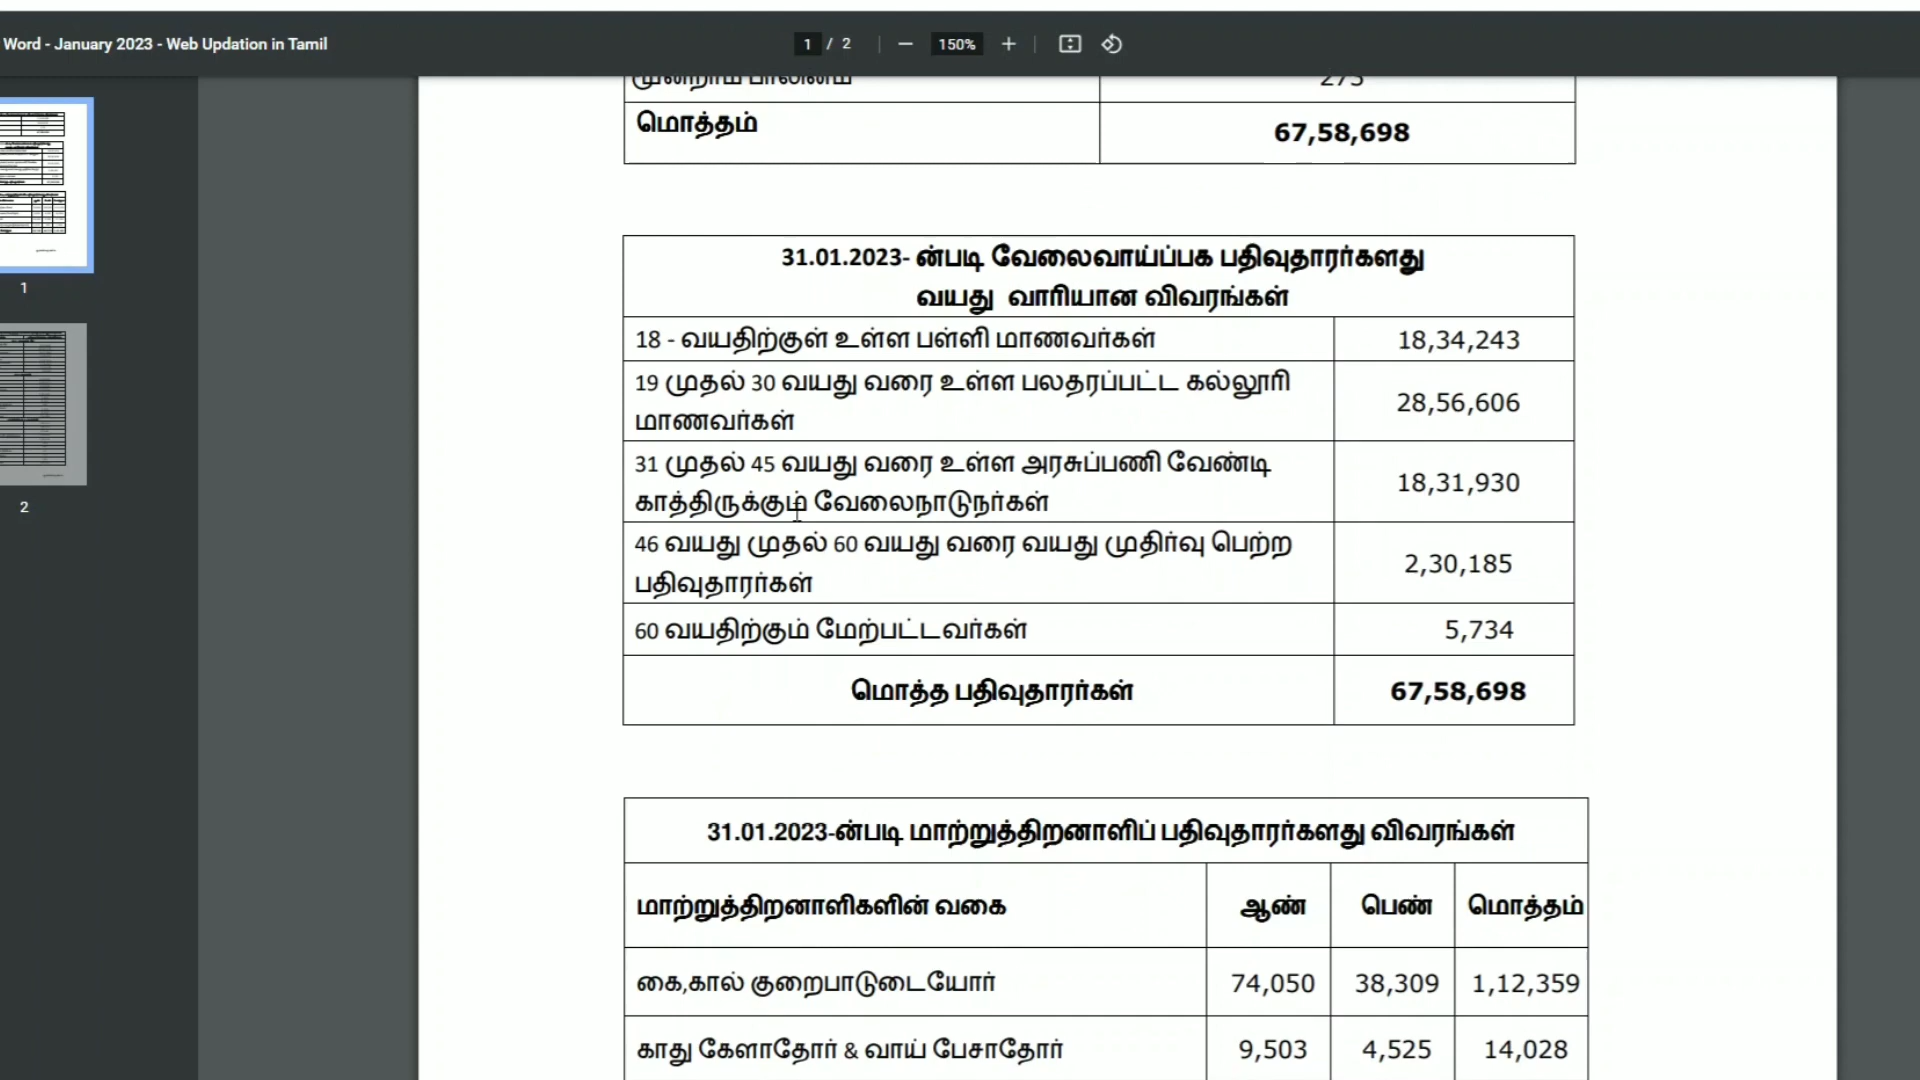 Word - January 2023 - Web Updation in Tamil
1 / 2
150%
மூன்றாம் பாலினம் 275
மொத்தம் 67,58,698
31.01.2023- ன்படி வேலைவாய்ப்பக பதிவுதாரர்களது
வயது வாரியான விவரங்கள்
18 - வயதிற்குள் உள்ள பள்ளி மாணவர்கள் 18,34,243
19 முதல் 30 வயது வரை உள்ள பலதரப்பட்ட கல்லூரி
மாணவர்கள் 28,56,606
31 முதல் 45 வயது வரை உள்ள அரசுப்பணி வேண்டி
காத்திருக்கும் வேலைநாடுநர்கள் 18,31,930
46 வயது முதல் 60 வயது வரை வயது முதிர்வு பெற்ற
பதிவுதாரர்கள் 2,30,185
60 வயதிற்கும் மேற்பட்டவர்கள் 5,734
மொத்த பதிவுதாரர்கள் 67,58,698
31.01.2023-ன்படி மாற்றுத்திறனாளிப் பதிவுதாரர்களது விவரங்கள்
மாற்றுத்திறனாளிகளின் வகை ஆண் பெண் மொத்தம்
கை,கால் குறைபாடுடையோர் 74,050 38,309 1,12,359
காது கேளாதோர் & வாய் பேசாதோர் 9,503 4,525 14,028
1
2